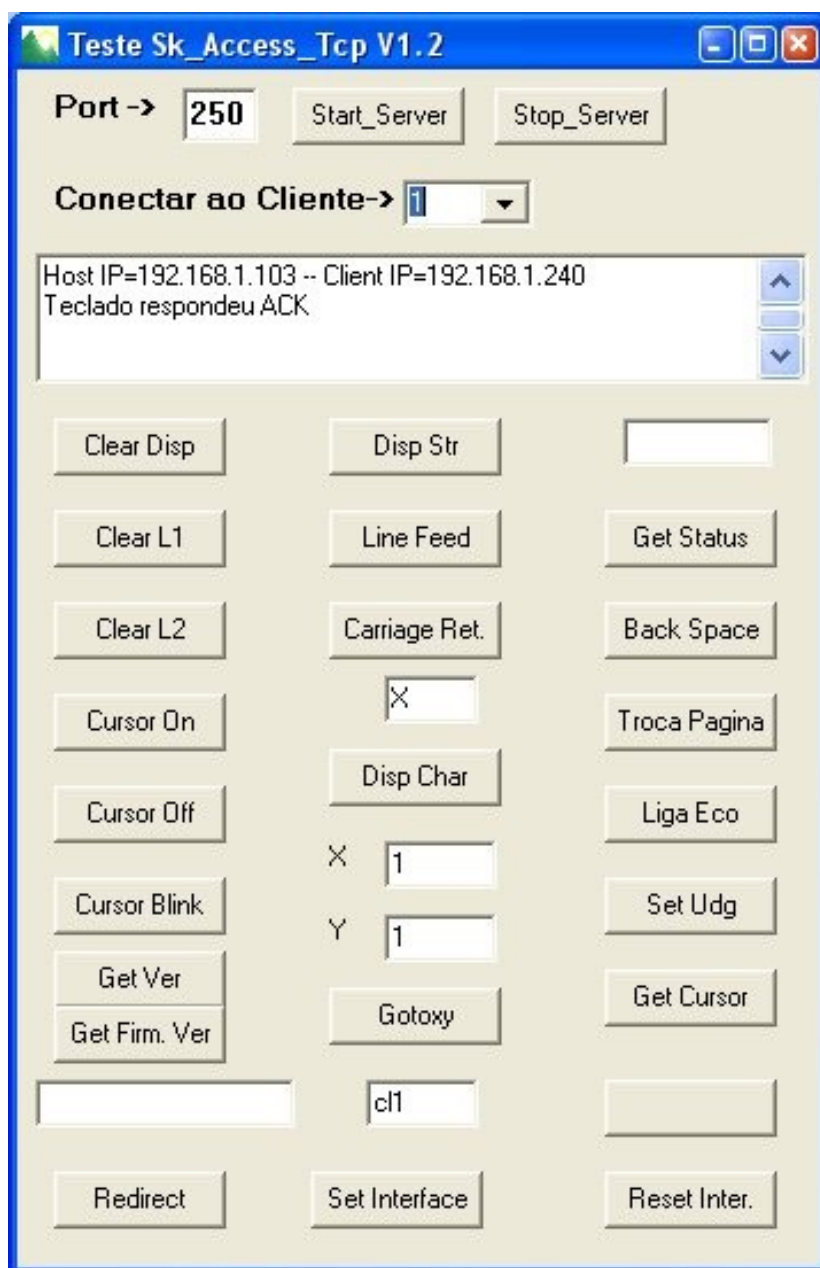 Teste Sk_Access_Tcp V1.2
Port -> 250 Start_Server Stop_Server
Conectar ao Cliente-> 1
Host IP=192.168.1.103 -- Client IP=192.168.1.240
Teclado respondeu ACK
Clear Disp Disp Str
Clear L1 Line Feed Get Status
Clear L2 Carriage Ret. Back Space
X
Cursor On Troca Pagina
Disp Char
Cursor Off Liga Eco
X 1
Cursor Blink Set Udg
Y 1
Get Ver
Get Cursor
Gotoxy
Get Firm. Ver
cl1
Redirect Set Interface Reset Inter.